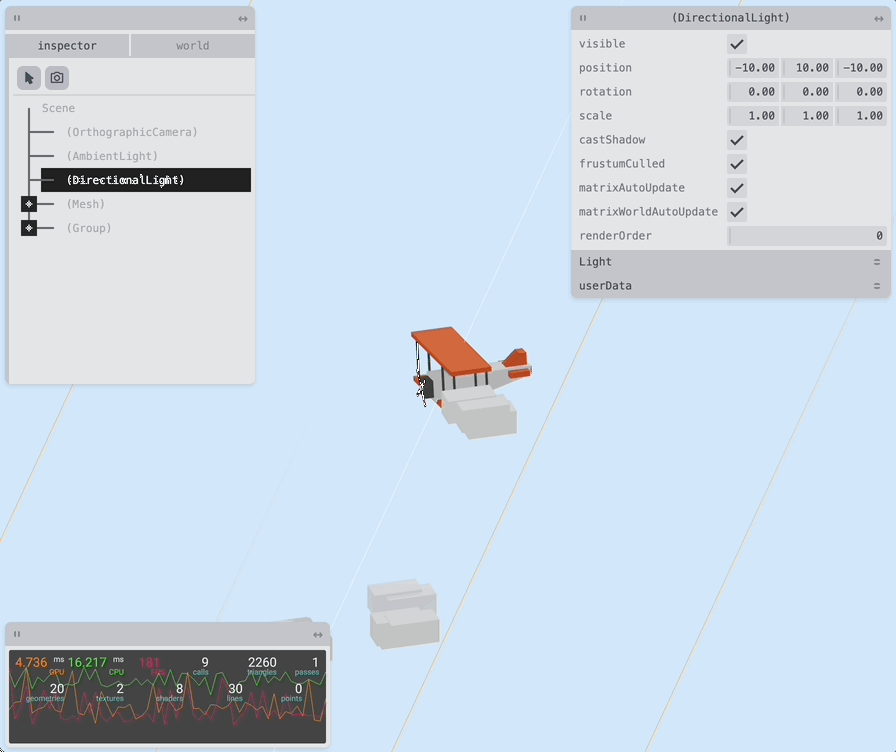 inspector
world
Scene
(OrthographicCamera)
(AmbientLight)
(DirectionalLight)
(Mesh)
(Group)
(DirectionalLight)
visible
position -10.00 10.00 -10.00
rotation 0.00 0.00 0.00
scale 1.00 1.00 1.00
castShadow
frustumCulled
matrixAutoUpdate
matrixWorldAutoUpdate
renderOrder 0
Light
userData
4.736 ms GPU 16.217 ms CPU 181 FPS 9 calls 2260 triangles 1 passes
20 geometries 2 textures 8 shaders 30 lines 0 points